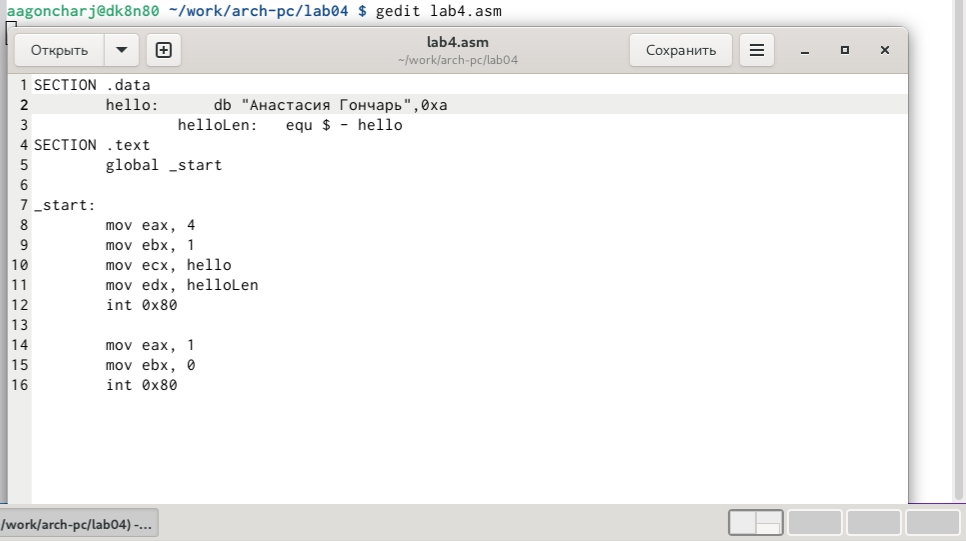 aagoncharj@dk8n80 ~/work/arch-pc/lab04 $ gedit lab4.asm
Открыть
lab4.asm
~/work/arch-pc/lab04
Сохранить
1 SECTION .data
2 hello: db "Анастасия Гончарь",0xa
3 helloLen: equ $ - hello
4 SECTION .text
5 global _start
6
7 _start:
8 mov eax, 4
9 mov ebx, 1
10 mov ecx, hello
11 mov edx, helloLen
12 int 0x80
13
14 mov eax, 1
15 mov ebx, 0
16 int 0x80
/work/arch-pc/lab04) -...